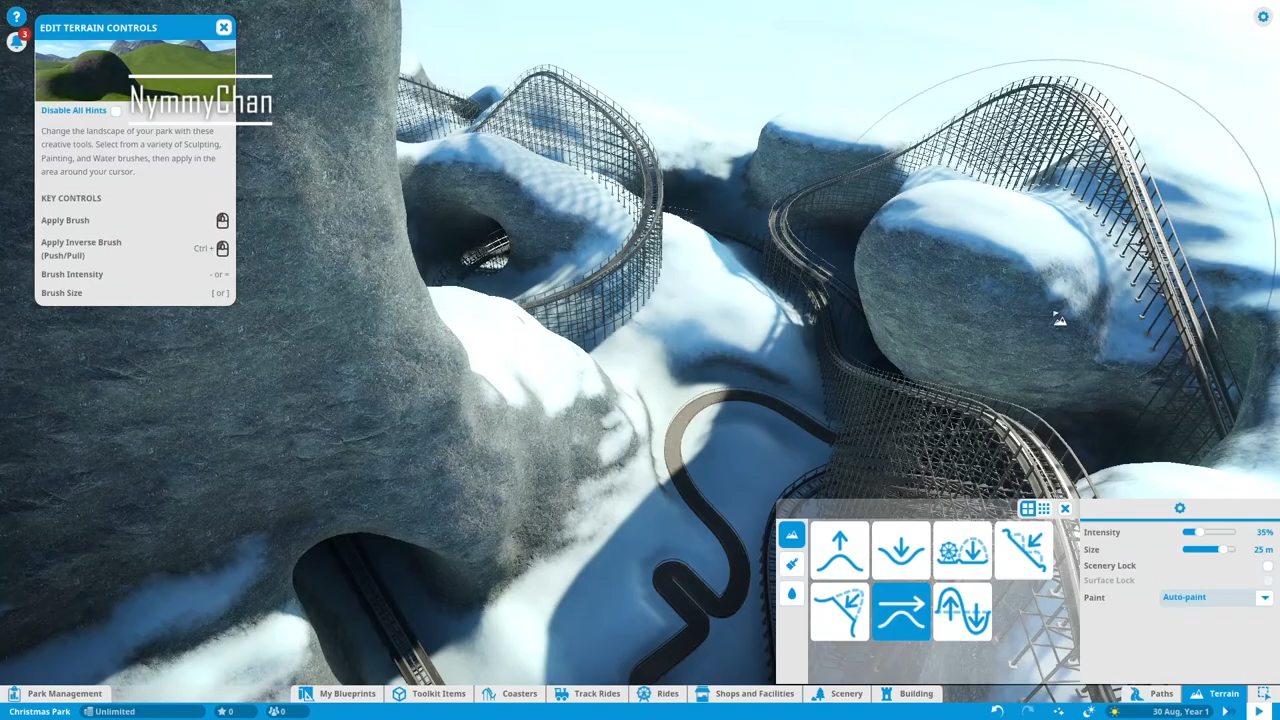 ?
EDIT TERRAIN CONTROLS
3
NymmyChan
Disable All Hints
Change the landscape of your park with these
creative tools. Select from a variety of Sculpting,
Painting, and Water brushes, then apply in the
area around your cursor.
KEY CONTROLS
Apply Brush
Apply Inverse Brush
(Push/Pull)
Ctrl +
Brush Intensity - or =
Brush Size [ or ]
Intensity 35%
Size 25 m
Scenery Lock
Surface Lock
Paint Auto-paint
Park Management My Blueprints Toolkit Items Coasters Track Rides Rides Shops and Facilities Scenery Building Paths Terrain
Christmas Park Unlimited 0 0 30 Aug, Year 1